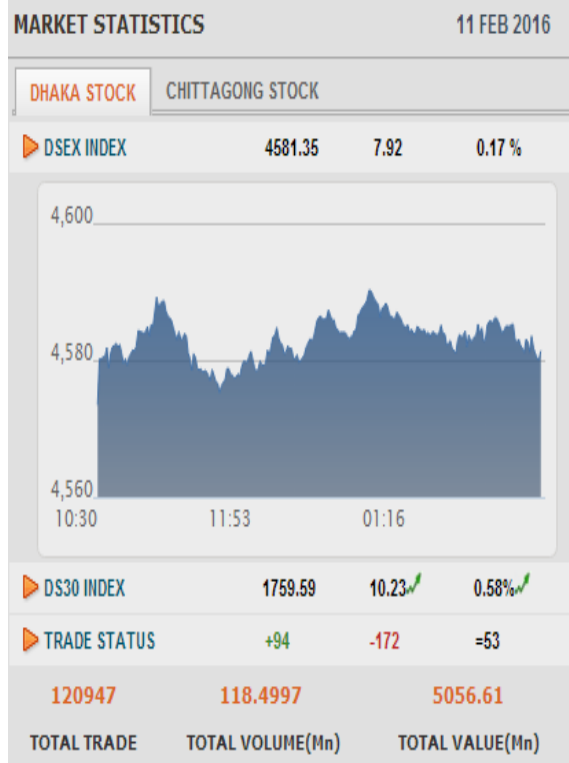 MARKET STATISTICS 11 FEB 2016
DHAKA STOCK CHITTAGONG STOCK
DSEX INDEX 4581.35 7.92 0.17 %
4,600
4,580
4,560
10:30 11:53 01:16
DS30 INDEX 1759.59 10.23 0.58%
TRADE STATUS +94 -172 =53
120947 118.4997 5056.61
TOTAL TRADE TOTAL VOLUME(Mn) TOTAL VALUE(Mn)